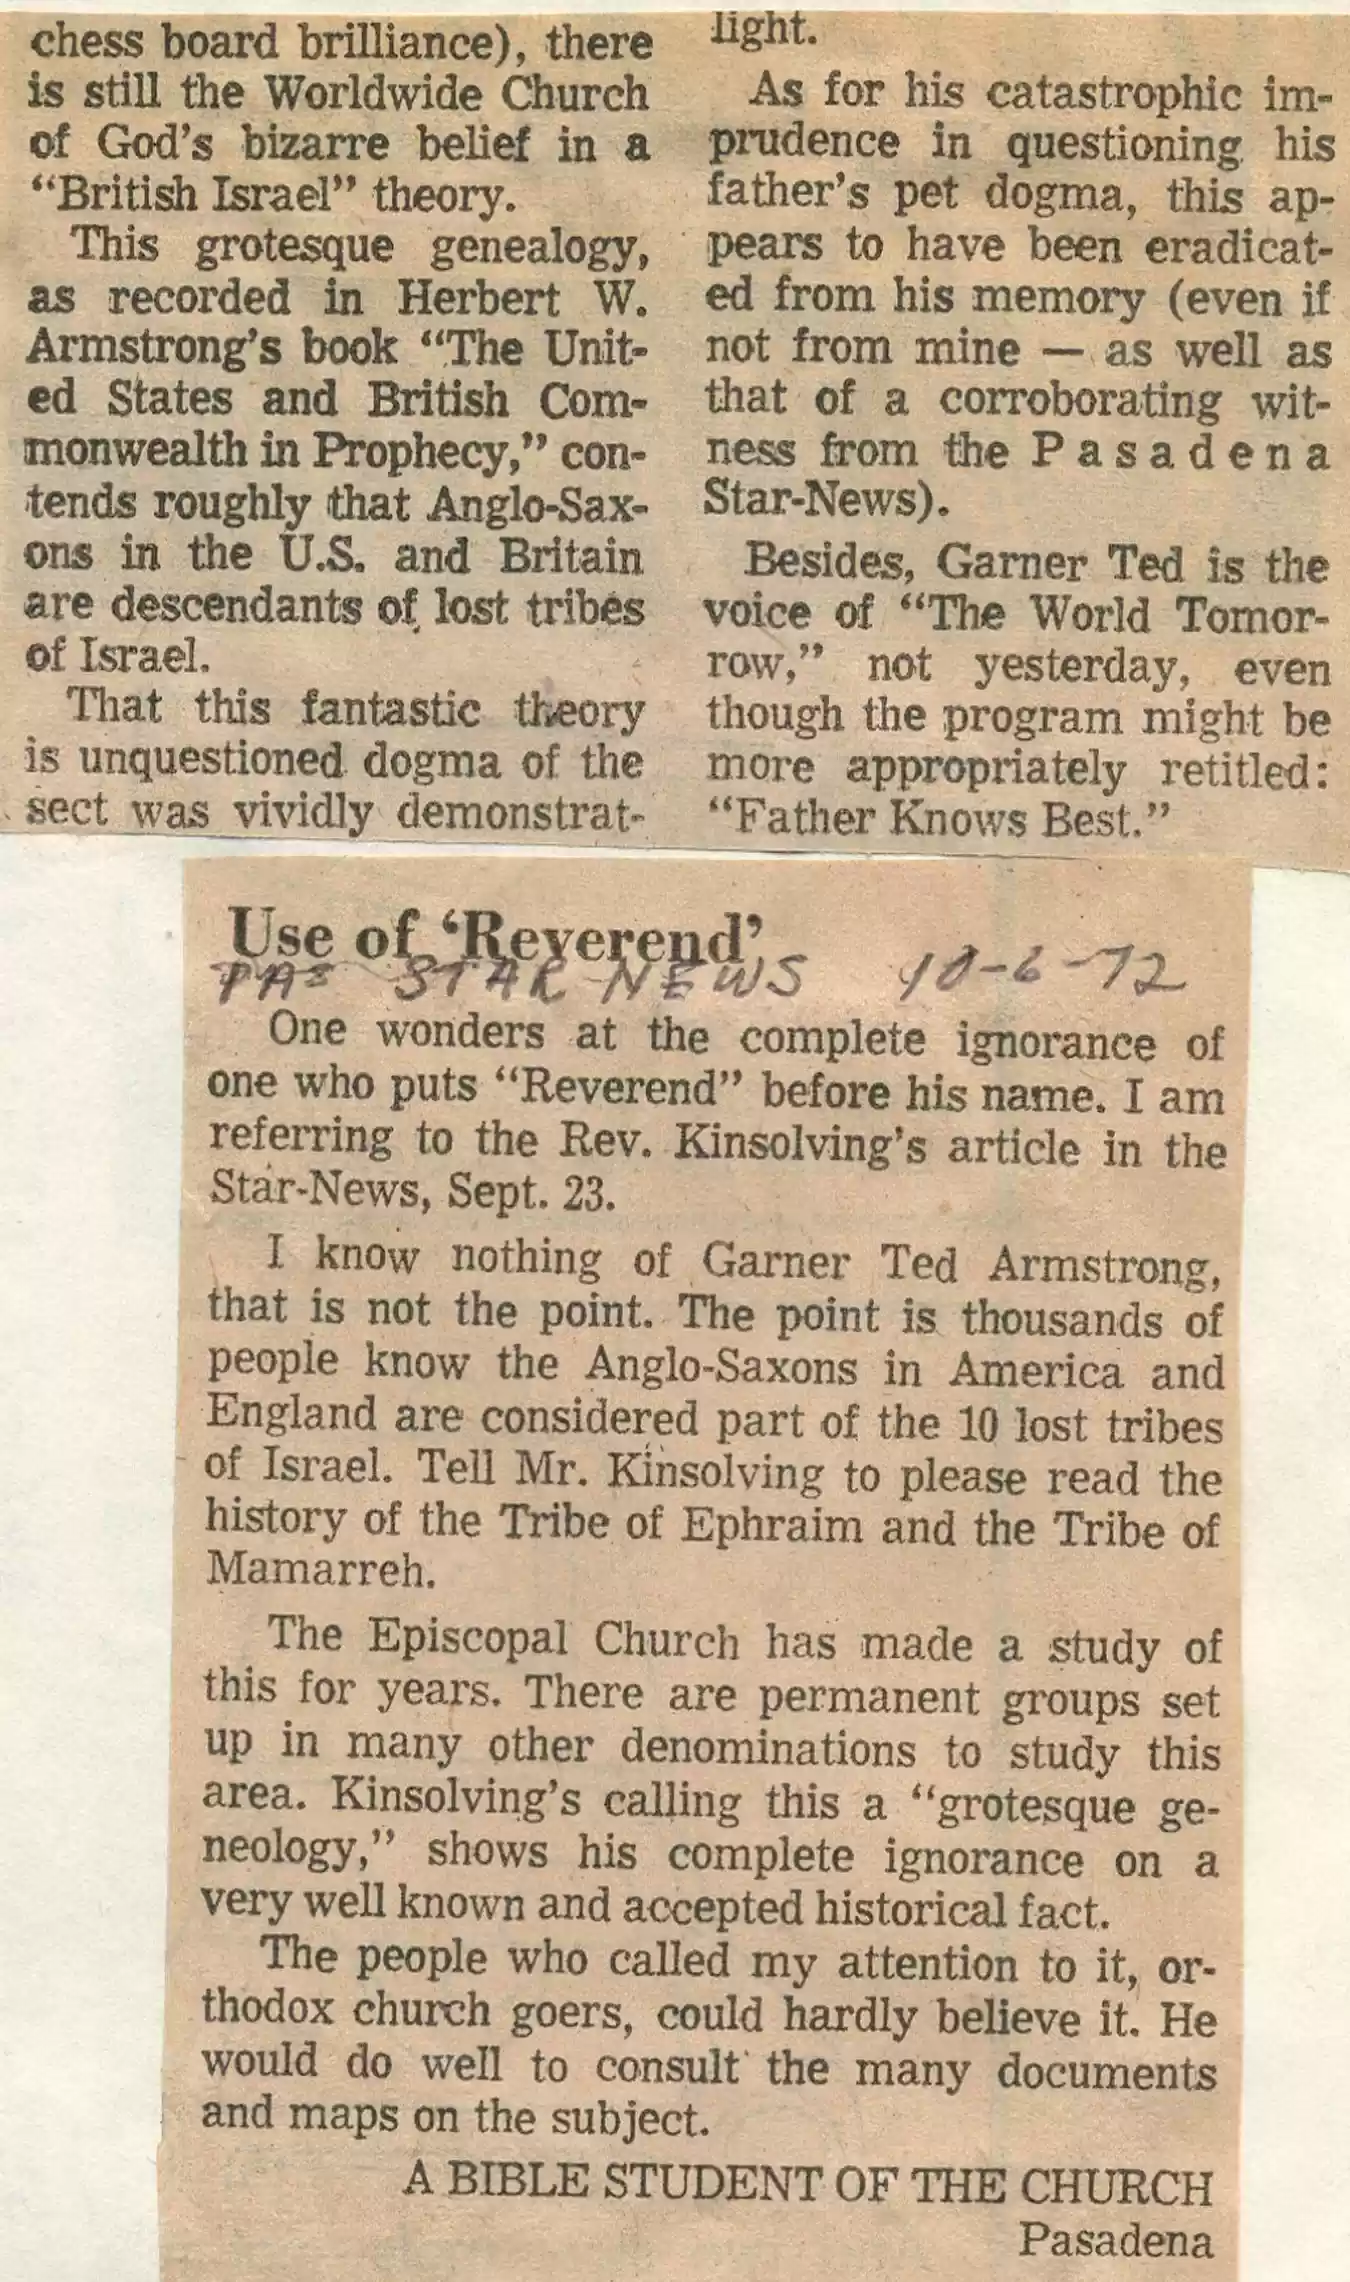 chess board brilliance), there
is still the Worldwide Church
of God's bizarre belief in a
“British Israel” theory.
This grotesque genealogy,
as recorded in Herbert W.
Armstrong's book “The Unit-
ed States and British Com-
monwealth in Prophecy,” con-
tends roughly that Anglo-Sax-
ons in the U.S. and Britain
are descendants of lost tribes
of Israel.
That this fantastic theory
is unquestioned dogma of the
sect was vividly demonstrat-
light.
As for his catastrophic im-
prudence in questioning his
father's pet dogma, this ap-
pears to have been eradicat-
ed from his memory (even if
not from mine — as well as
that of a corroborating wit-
ness from the Pasadena
Star-News).
Besides, Garner Ted is the
voice of “The World Tomor-
row,” not yesterday, even
though the program might be
more appropriately retitled:
“Father Knows Best.”
Use of ‘Reverend’
PAS STAR-NEWS 10-6-72
One wonders at the complete ignorance of
one who puts “Reverend” before his name. I am
referring to the Rev. Kinsolving's article in the
Star-News, Sept. 23.
I know nothing of Garner Ted Armstrong,
that is not the point. The point is thousands of
people know the Anglo-Saxons in America and
England are considered part of the 10 lost tribes
of Israel. Tell Mr. Kinsolving to please read the
history of the Tribe of Ephraim and the Tribe of
Mamarreh.
The Episcopal Church has made a study of
this for years. There are permanent groups set
up in many other denominations to study this
area. Kinsolving's calling this a “grotesque ge-
neology,” shows his complete ignorance on a
very well known and accepted historical fact.
The people who called my attention to it, or-
thodox church goers, could hardly believe it. He
would do well to consult the many documents
and maps on the subject.
A BIBLE STUDENT OF THE CHURCH
Pasadena